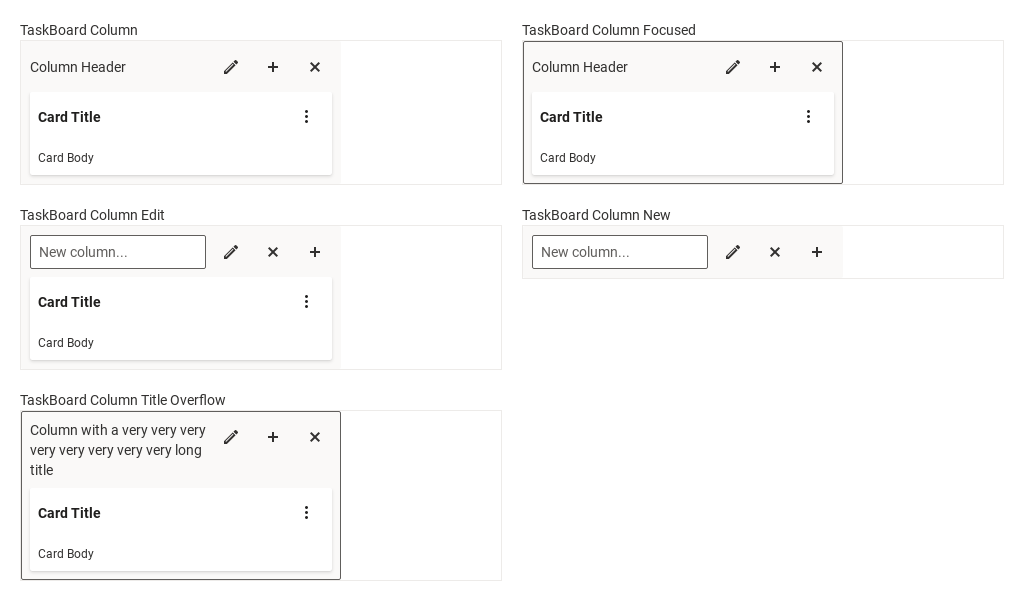 TaskBoard Column
Column Header
Card Title
Card Body
TaskBoard Column Focused
Column Header
Card Title
Card Body
TaskBoard Column Edit
New column...
Card Title
Card Body
TaskBoard Column New
New column...
TaskBoard Column Title Overflow
Column with a very very very
very very very very very long
title
Card Title
Card Body